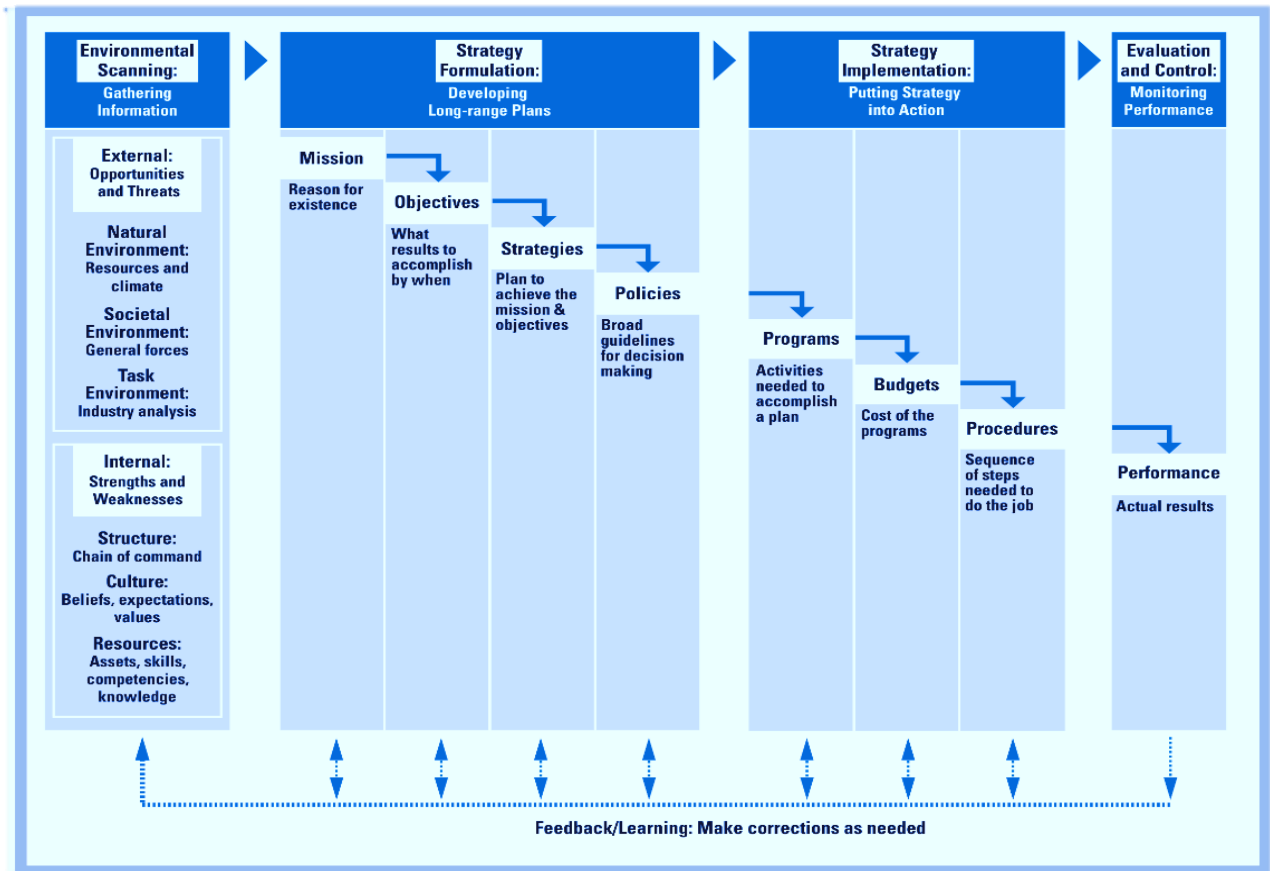 Environmental
Scanning:
Gathering
Information
Strategy
Formulation:
Developing
Long-range Plans
Strategy
Implementation:
Putting Strategy
into Action
Evaluation
and Control:
Monitoring
Performance
External:
Opportunities
and Threats
Natural
Environment:
Resources and
climate
Societal
Environment:
General forces
Task
Environment:
Industry analysis
Internal:
Strengths and
Weaknesses
Structure:
Chain of command
Culture:
Beliefs, expectations,
values
Resources:
Assets, skills,
competencies,
knowledge
Mission
Reason for
existence
Objectives
What
results to
accomplish
by when
Strategies
Plan to
achieve the
mission &
objectives
Policies
Broad
guidelines
for decision
making
Programs
Activities
needed to
accomplish
a plan
Budgets
Cost of the
programs
Procedures
Sequence
of steps
needed to
do the job
Performance
Actual results
Feedback/Learning: Make corrections as needed